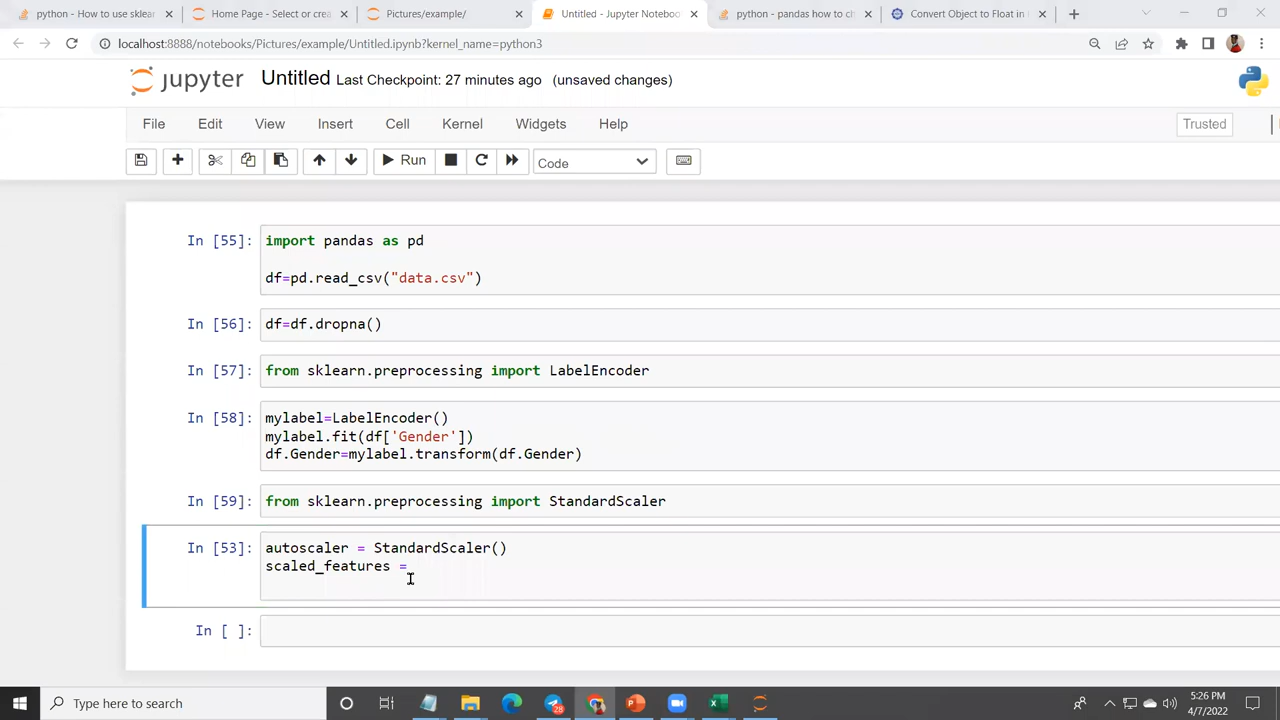 python - How to use sklear
Home Page - Select or crea
Pictures/example/
Untitled - Jupyter Noteboo
python - pandas how to ch
Convert Object to Float in
localhost:8888/notebooks/Pictures/example/Untitled.ipynb?kernel_name=python3
jupyter Untitled Last Checkpoint: 27 minutes ago (unsaved changes)
File Edit View Insert Cell Kernel Widgets Help Trusted
Run Code
In [55]: import pandas as pd
df=pd.read_csv("data.csv")
In [56]: df=df.dropna()
In [57]: from sklearn.preprocessing import LabelEncoder
In [58]: mylabel=LabelEncoder()
mylabel.fit(df['Gender'])
df.Gender=mylabel.transform(df.Gender)
In [59]: from sklearn.preprocessing import StandardScaler
In [53]: autoscaler = StandardScaler()
scaled_features =
In [ ]:
Type here to search
28
5:26 PM
4/7/2022